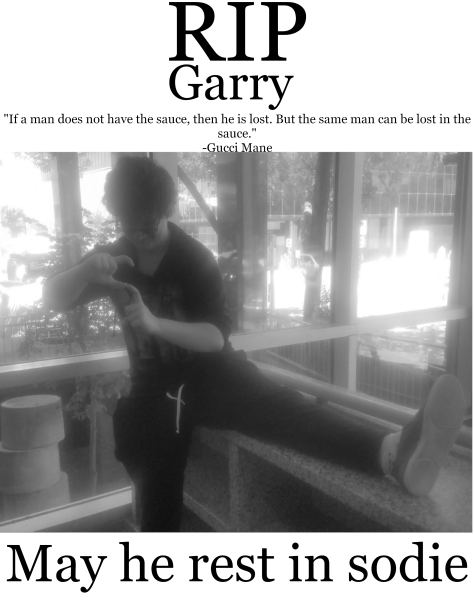 RIP
Garry
"If a man does not have the sauce, then he is lost. But the same man can be lost in the
sauce."
-Gucci Mane
May he rest in sodie